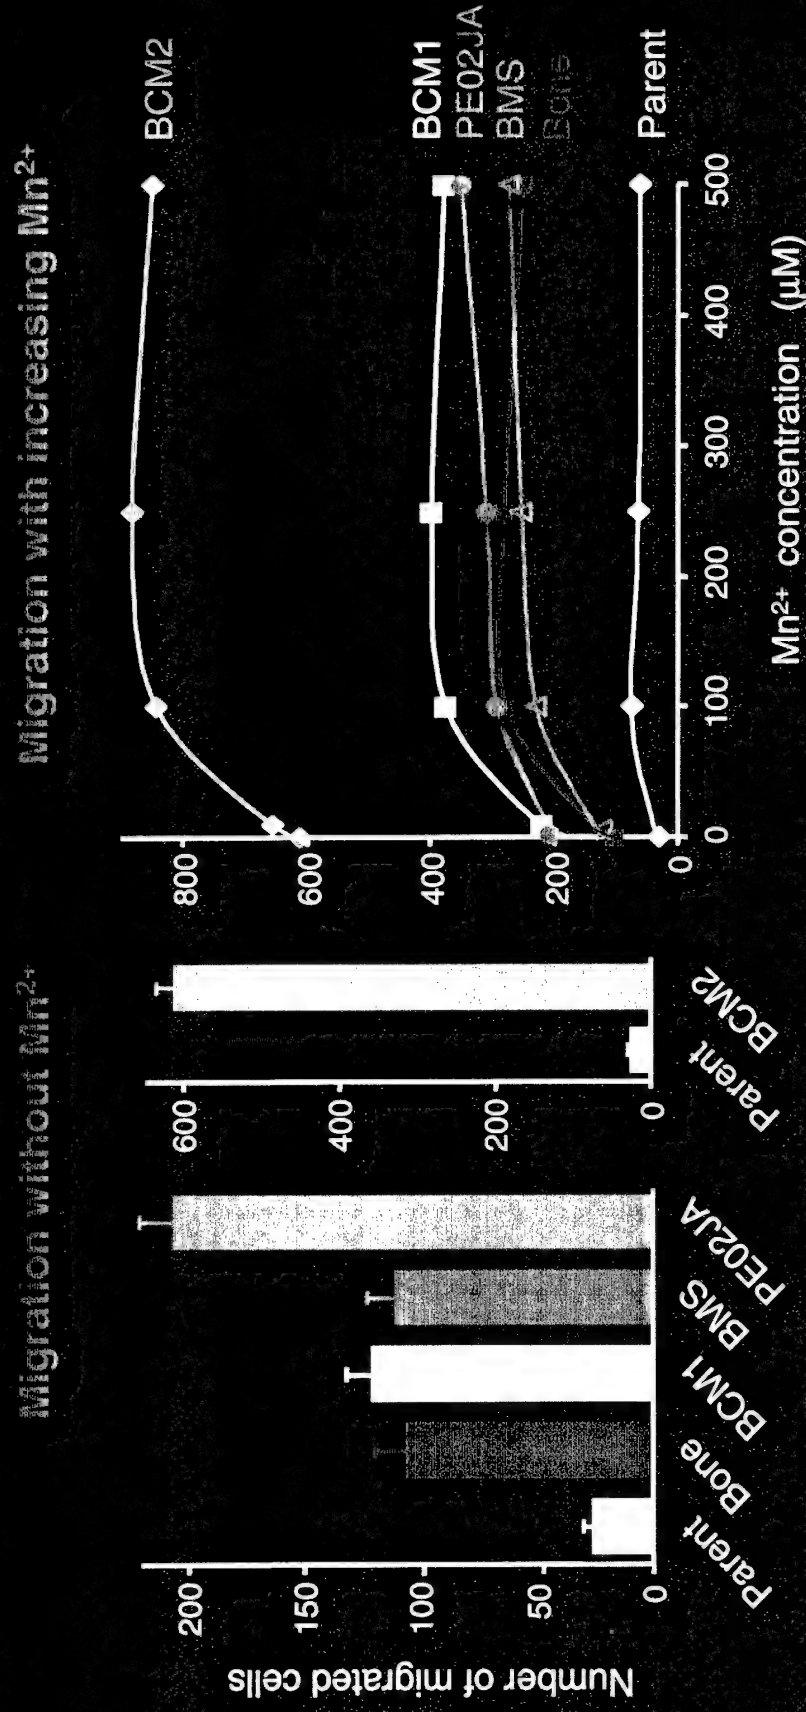 Migration without Mn²⁺
Number of migrated cells
200
150
100
50
0
Parent
Bone
BCM1
BMS
PE02JA
600
400
200
0
Parent
BCM2
Migration with increasing Mn²⁺
800
600
400
200
0
0
100
200
300
400
500
Mn²⁺ concentration (μM)
BCM2
BCM1
PE02JA
BMS
Bone
Parent